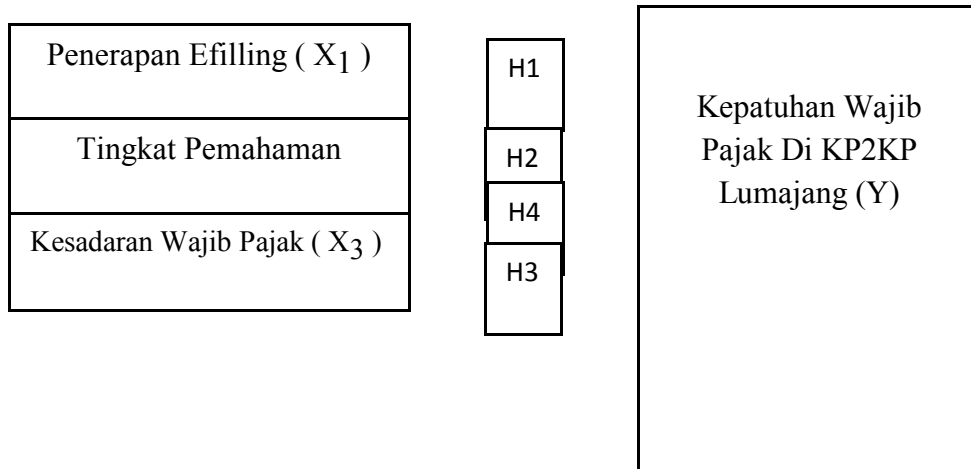 Penerapan Efilling ( X1 )
Tingkat Pemahaman
Kesadaran Wajib Pajak ( X3 )
H1
H2
H4
H3
Kepatuhan Wajib
Pajak Di KP2KP
Lumajang (Y)